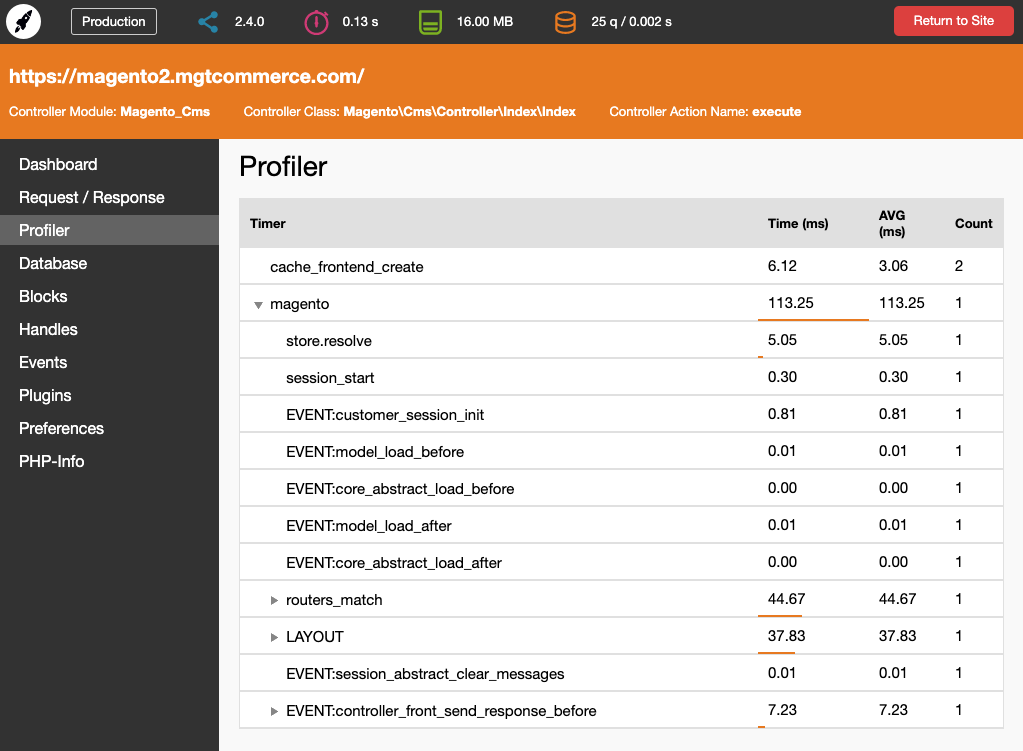 Production 2.4.0 0.13 s 16.00 MB 25 q / 0.002 s Return to Site
https://magento2.mgtcommerce.com/
Controller Module: Magento_Cms Controller Class: Magento\Cms\Controller\Index\Index Controller Action Name: execute
Dashboard
Request / Response
Profiler
Database
Blocks
Handles
Events
Plugins
Preferences
PHP-Info
Profiler
Timer Time (ms) AVG (ms) Count
cache_frontend_create 6.12 3.06 2
magento 113.25 113.25 1
store.resolve 5.05 5.05 1
session_start 0.30 0.30 1
EVENT:customer_session_init 0.81 0.81 1
EVENT:model_load_before 0.01 0.01 1
EVENT:core_abstract_load_before 0.00 0.00 1
EVENT:model_load_after 0.01 0.01 1
EVENT:core_abstract_load_after 0.00 0.00 1
routers_match 44.67 44.67 1
LAYOUT 37.83 37.83 1
EVENT:session_abstract_clear_messages 0.01 0.01 1
EVENT:controller_front_send_response_before 7.23 7.23 1